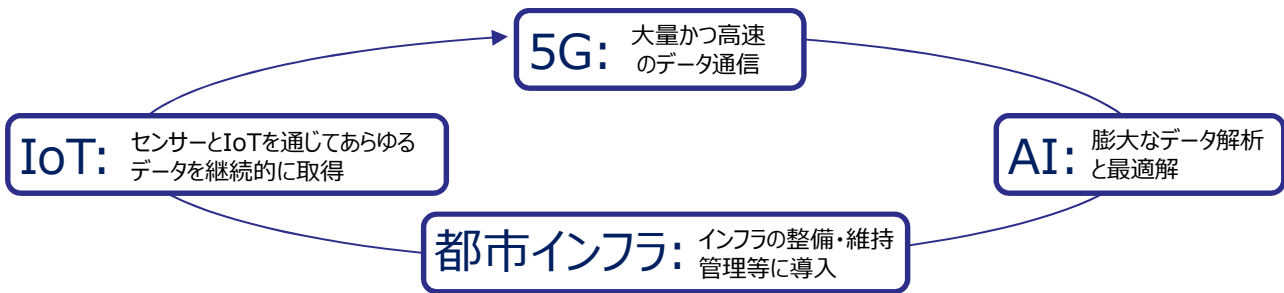 5G: 大量かつ高速
のデータ通信
IoT: センサーとIoTを通じてあらゆる
データを継続的に取得
AI: 膨大なデータ解析
と最適解
都市インフラ: インフラの整備・維持
管理等に導入